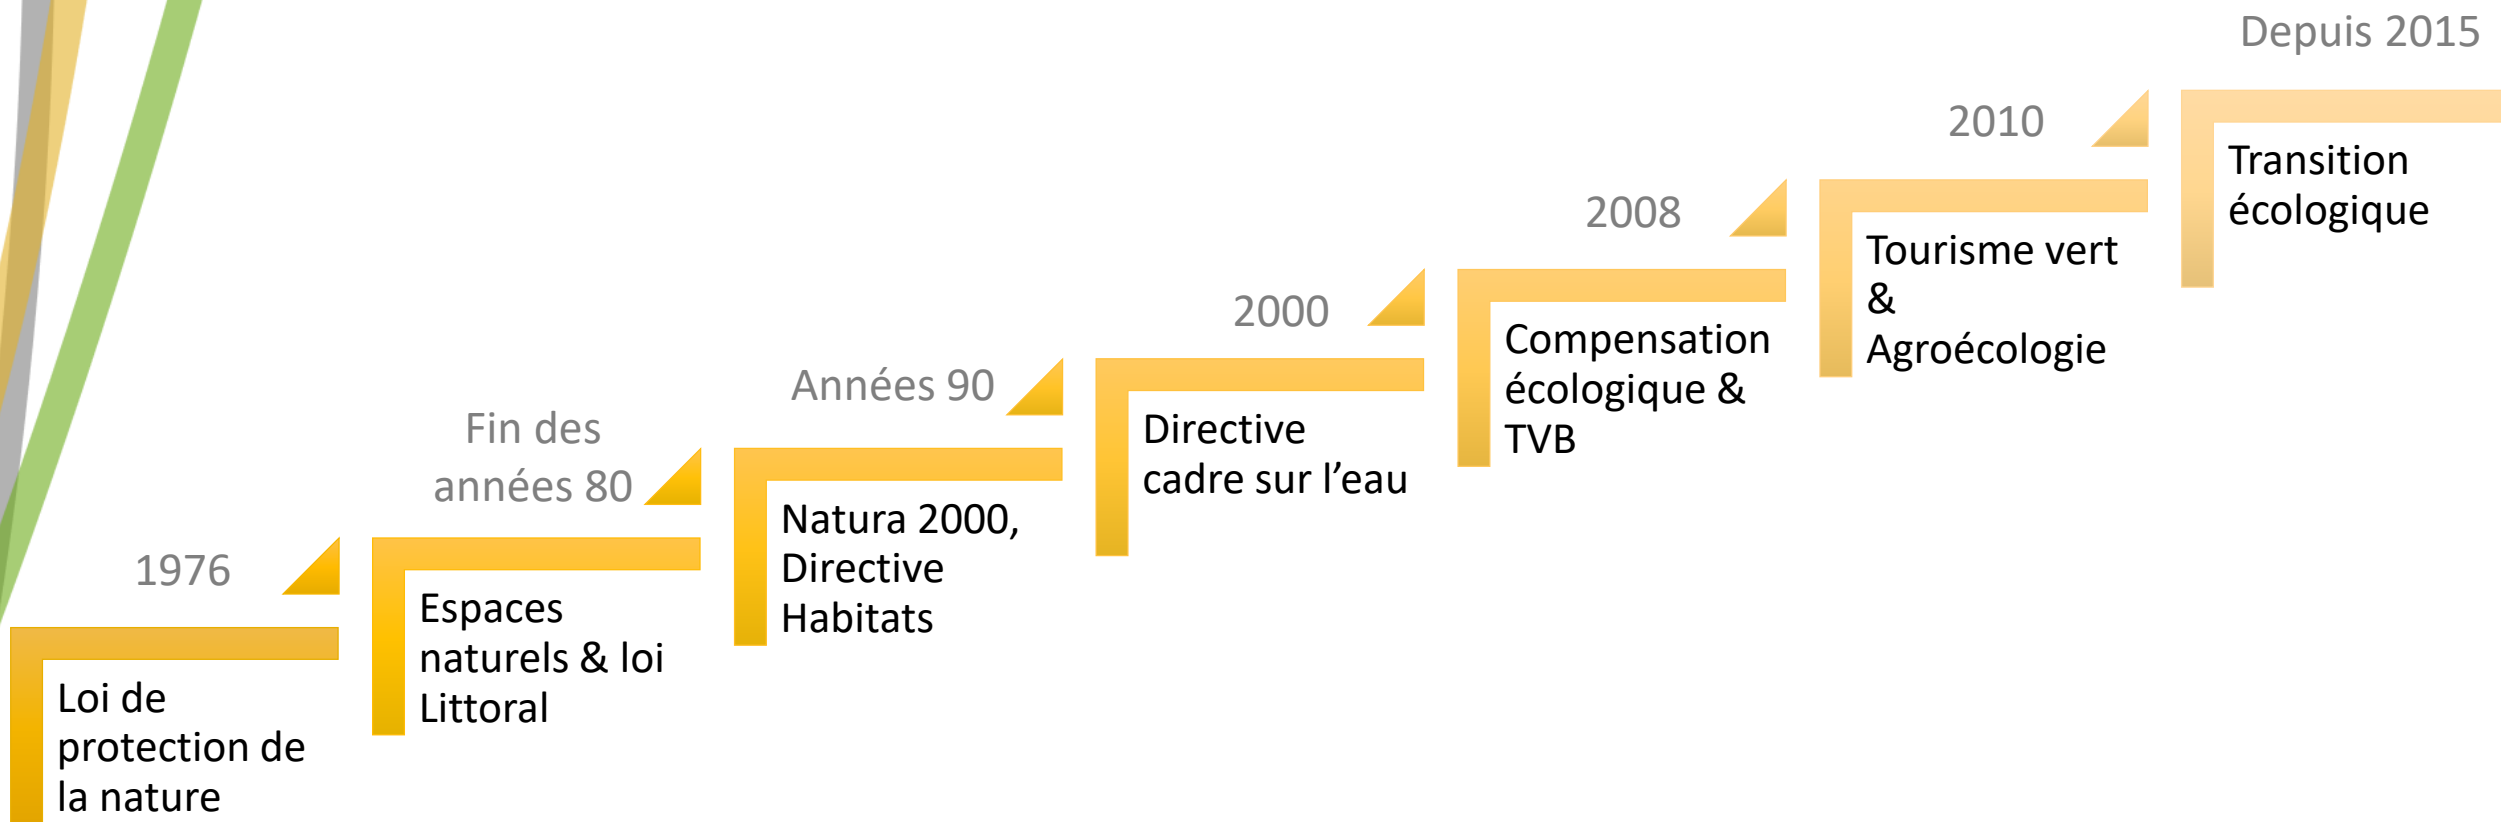 1976
Loi de
protection de
la nature
Fin des
années 80
Espaces
naturels & loi
Littoral
Années 90
Natura 2000,
Directive
Habitats
2000
Directive
cadre sur l’eau
2008
Compensation
écologique &
TVB
2010
Tourisme vert
&
Agroécologie
Depuis 2015
Transition
écologique